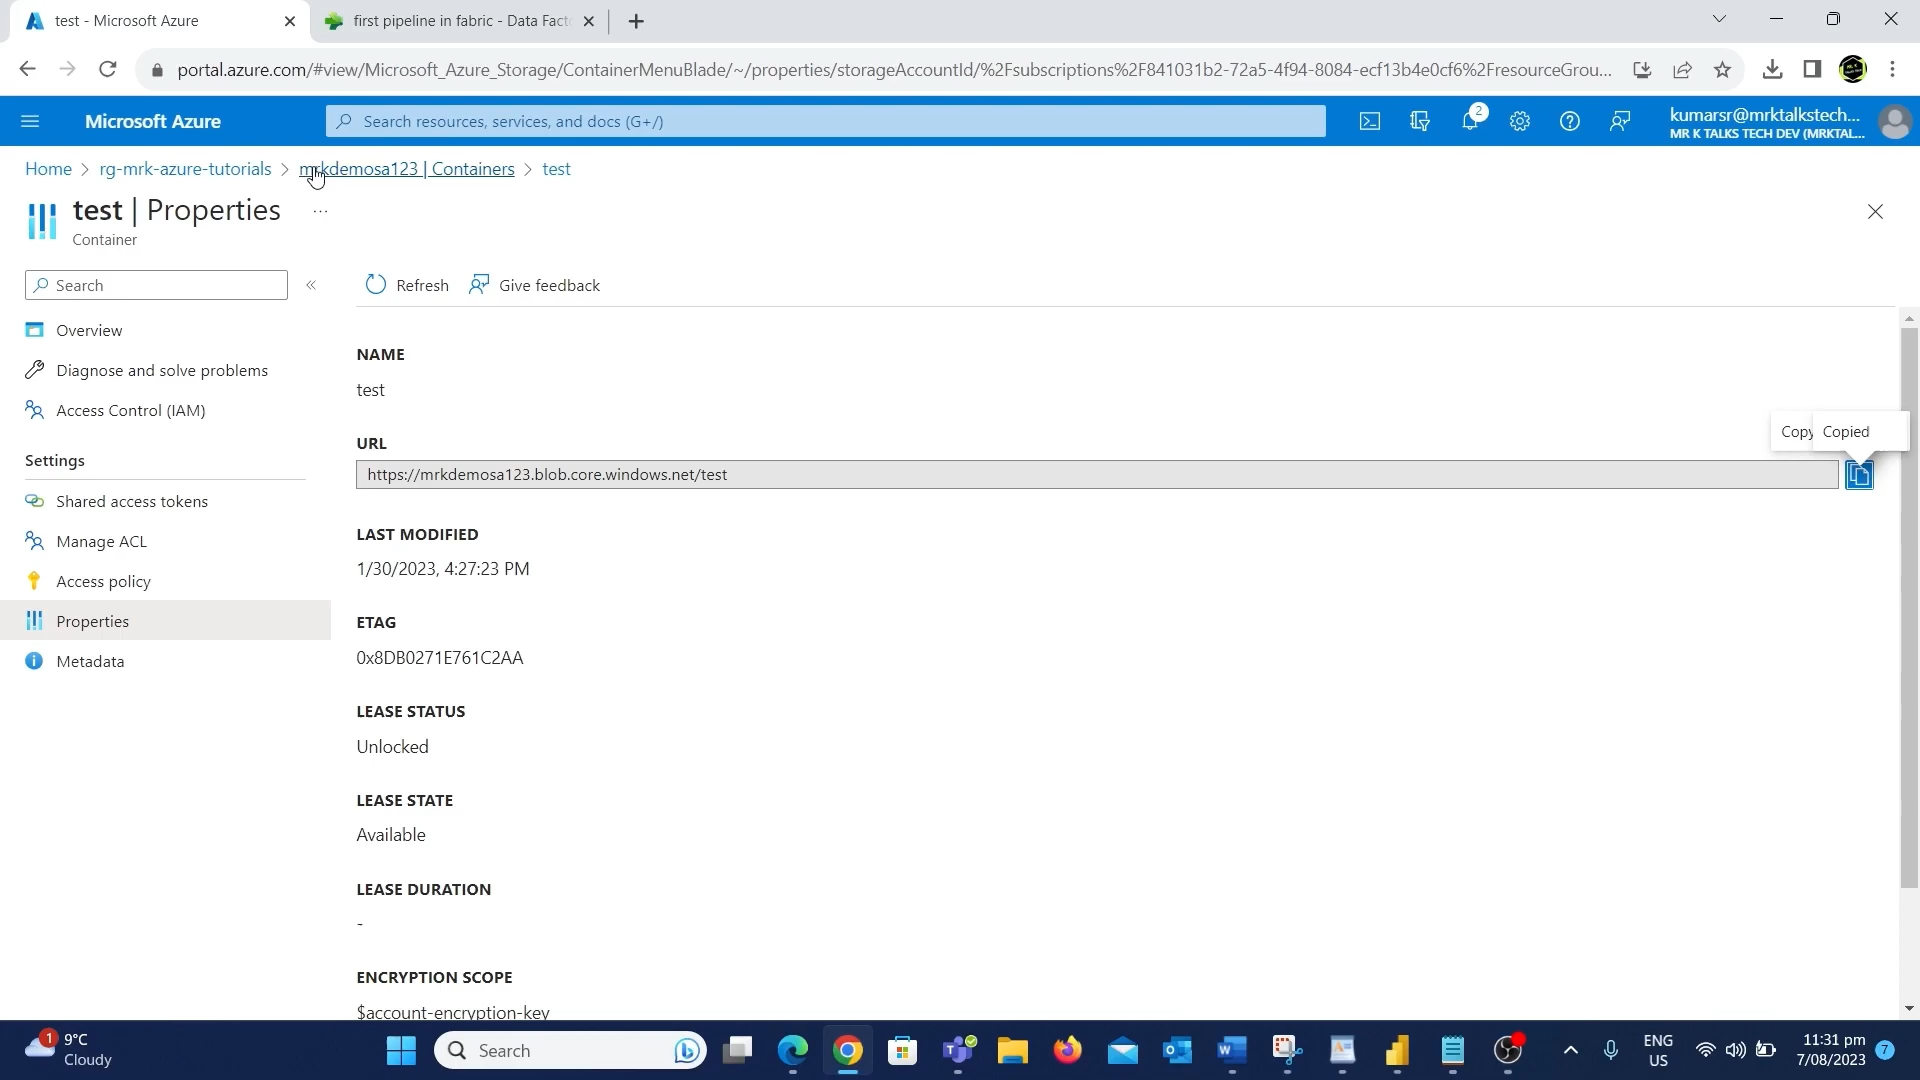 test - Microsoft Azure
first pipeline in fabric - Data Fact
portal.azure.com/#view/Microsoft_Azure_Storage/ContainerMenuBlade/~/properties/storageAccountId/%2Fsubscriptions%2F841031b2-72a5-4f94-8084-ecf13b4e0cf6%2FresourceGrou...
Microsoft Azure
Search resources, services, and docs (G+/)
2
kumarsr@mrktalkstech...
MR K TALKS TECH DEV (MRKTAL...
Home > rg-mrk-azure-tutorials > mrkdemosa123 | Containers > test
test | Properties ...
Container
Search
«
Refresh
Give feedback
Overview
Diagnose and solve problems
Access Control (IAM)
Settings
Shared access tokens
Manage ACL
Access policy
Properties
Metadata
NAME
test
Copy
Copied
URL
https://mrkdemosa123.blob.core.windows.net/test
LAST MODIFIED
1/30/2023, 4:27:23 PM
ETAG
0x8DB0271E761C2AA
LEASE STATUS
Unlocked
LEASE STATE
Available
LEASE DURATION
-
ENCRYPTION SCOPE
$account-encryption-key
1
9°C
Cloudy
Search
ENG
US
11:31 pm
7/08/2023
7